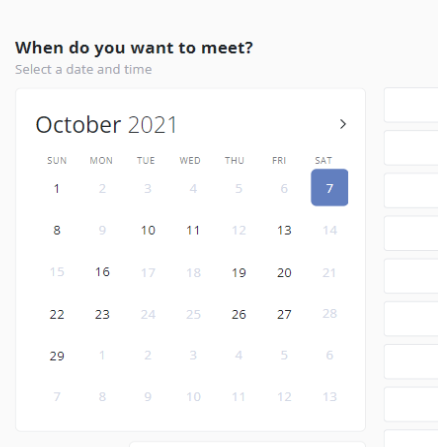 When do you want to meet?
Select a date and time
October 2021 >
SUN MON TUE WED THU FRI SAT
1 2 3 4 5 6 7
8 9 10 11 12 13 14
15 16 17 18 19 20 21
22 23 24 25 26 27 28
29 1 2 3 4 5 6
7 8 9 10 11 12 13